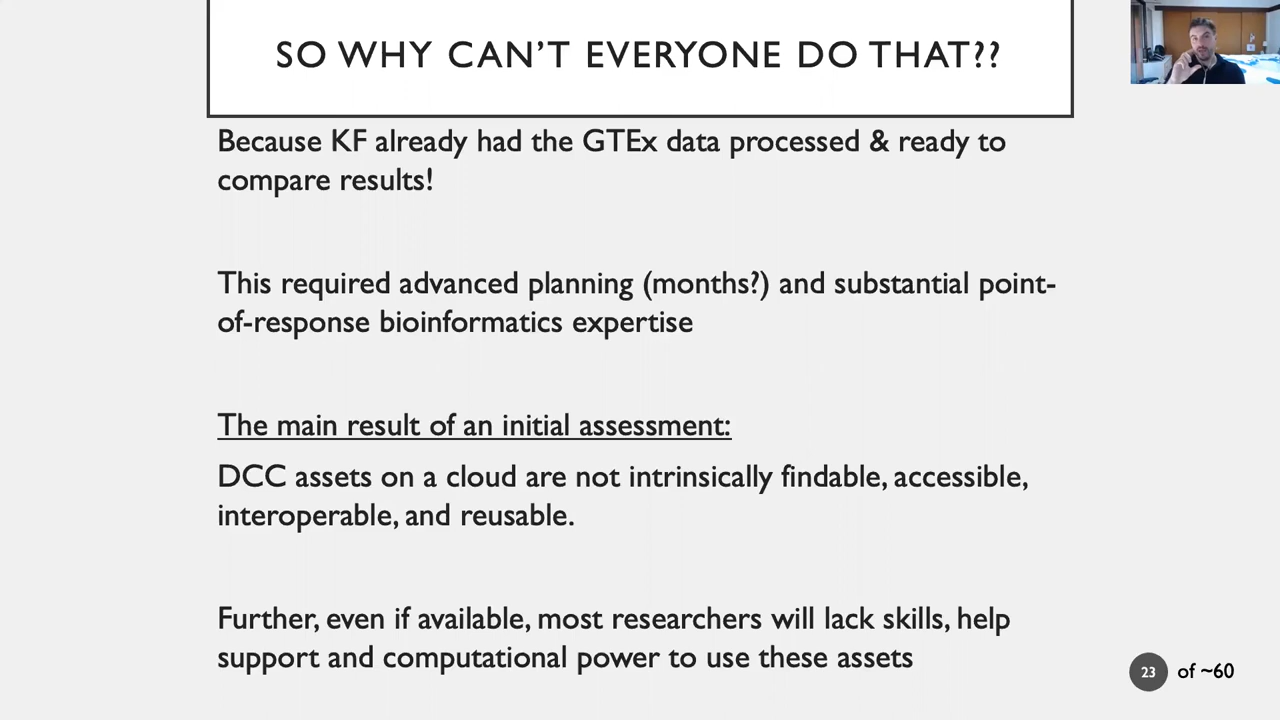 SO WHY CAN'T EVERYONE DO THAT??
Because KF already had the GTEx data processed & ready to
compare results!
This required advanced planning (months?) and substantial point-
of-response bioinformatics expertise
The main result of an initial assessment:
DCC assets on a cloud are not intrinsically findable, accessible,
interoperable, and reusable.
Further, even if available, most researchers will lack skills, help
support and computational power to use these assets
23 of ~60